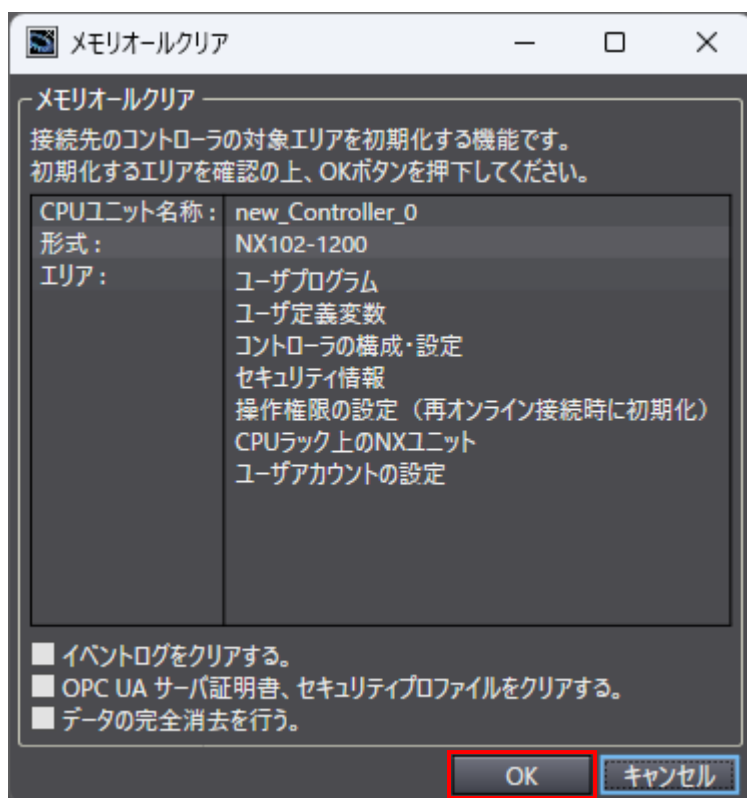 メモリオールクリア
メモリオールクリア
接続先のコントローラの対象エリアを初期化する機能です。
初期化するエリアを確認の上、OKボタンを押下してください。
CPUユニット名称： new_Controller_0
形式： NX102-1200
エリア： ユーザプログラム
ユーザ定義変数
コントローラの構成・設定
セキュリティ情報
操作権限の設定（再オンライン接続時に初期化）
CPUラック上のNXユニット
ユーザアカウントの設定
イベントログをクリアする。
OPC UA サーバ証明書、セキュリティプロファイルをクリアする。
データの完全消去を行う。
OK キャンセル